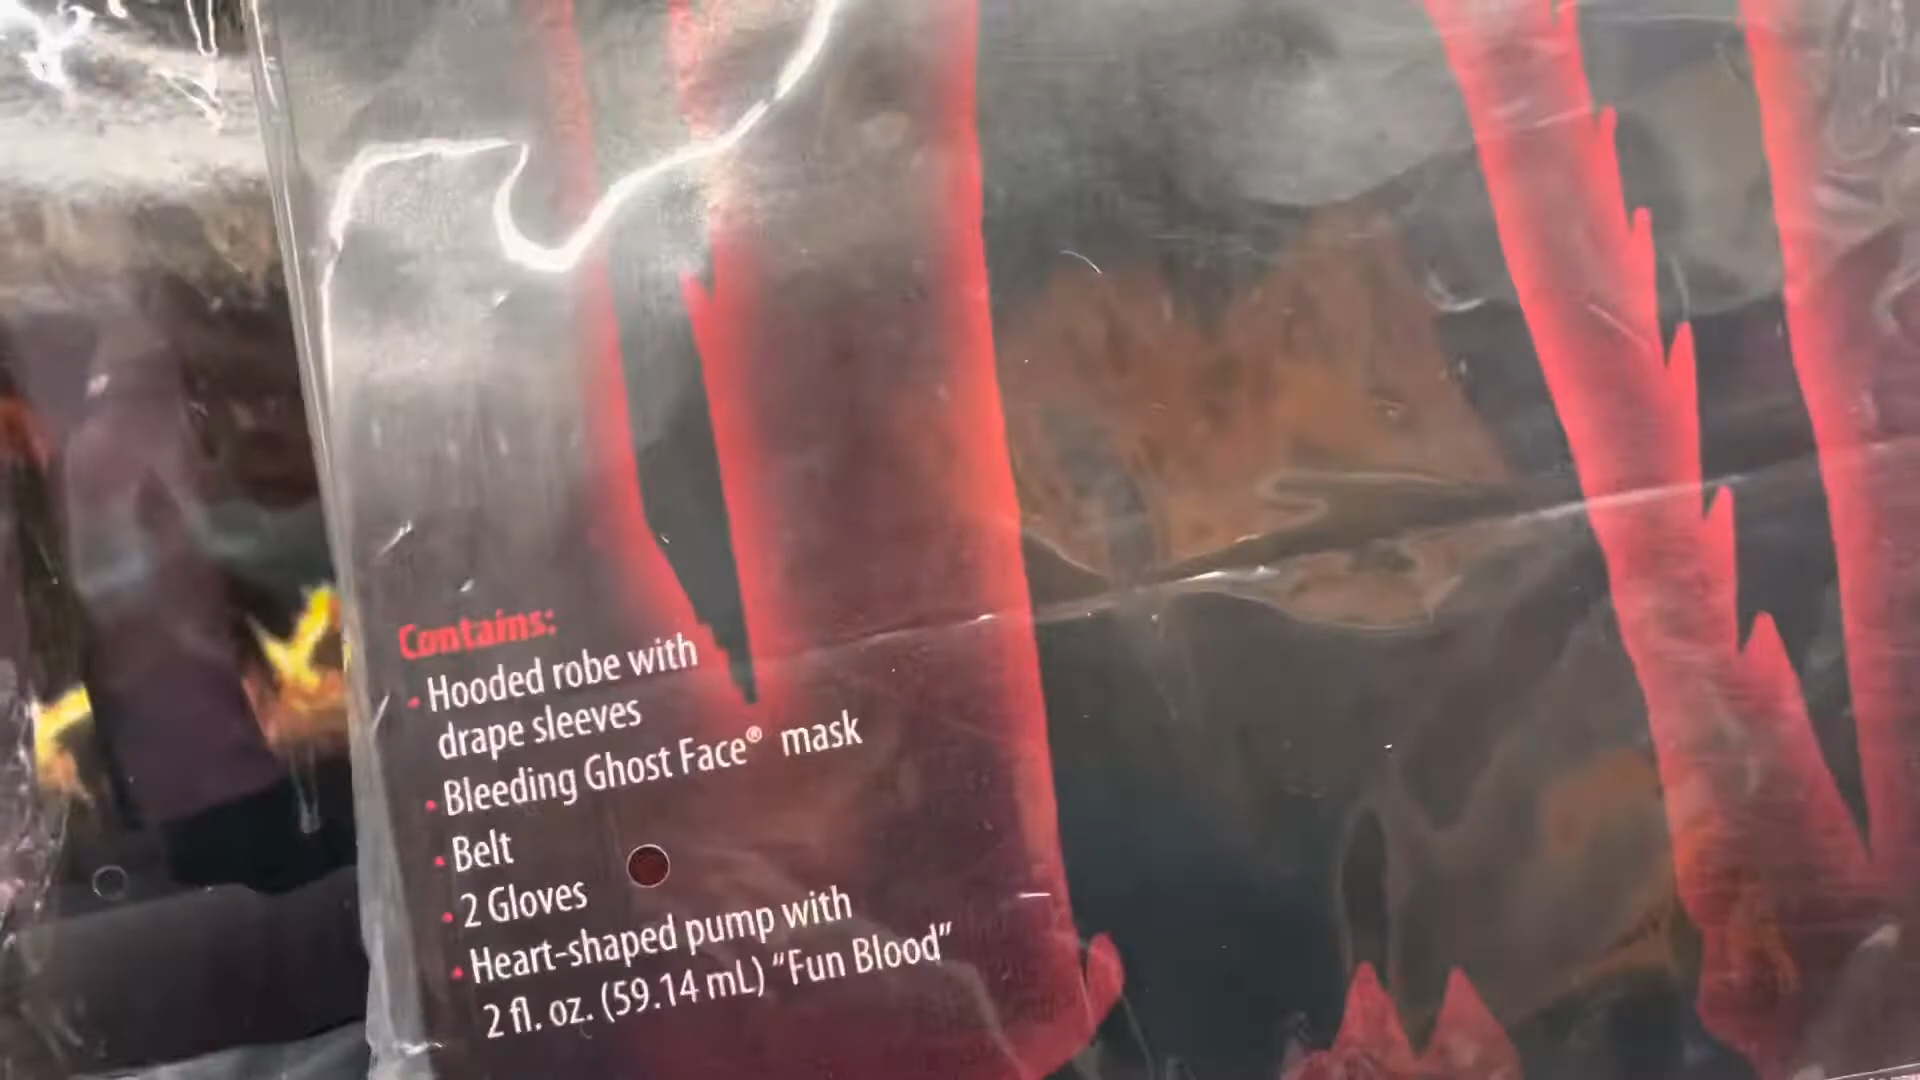 Contains:
· Hooded robe with
drape sleeves
· Bleeding Ghost Face® mask
· Belt
· 2 Gloves
· Heart-shaped pump with
2 fl. oz. (59.14 mL) “Fun Blood”